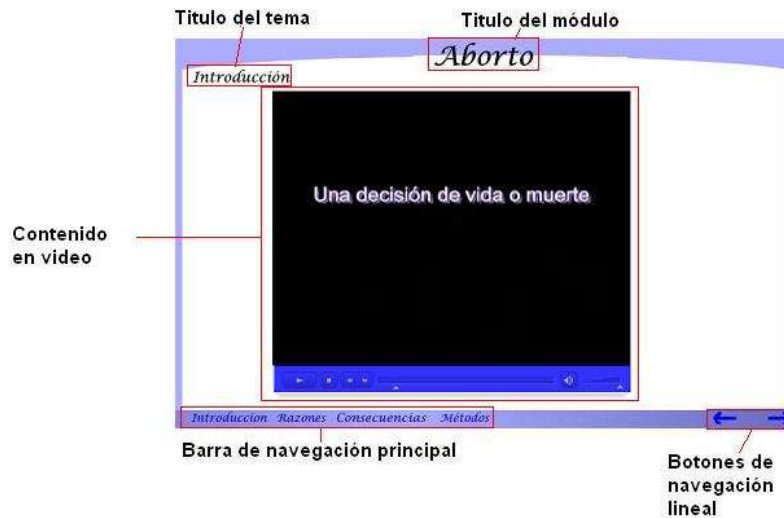 Titulo del tema
Titulo del módulo
Aborto
Introducción
Una decisión de vida o muerte
Contenido
en video
Introduccion Razones Consecuencias Métodos
Barra de navegación principal
Botones de
navegación
lineal